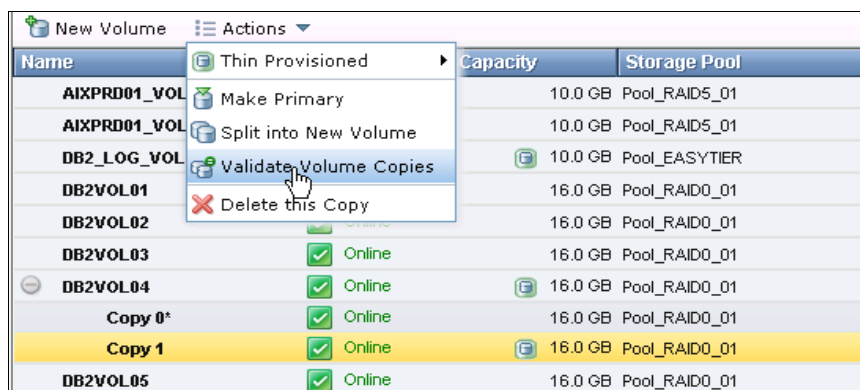 New Volume Actions
Name Capacity Storage Pool
Thin Provisioned
Make Primary
Split into New Volume
Validate Volume Copies
Delete this Copy
AIXPRD01_VOL 10.0 GB Pool_RAID5_01
AIXPRD01_VOL 10.0 GB Pool_RAID5_01
DB2_LOG_VOL 10.0 GB Pool_EASYTIER
DB2VOL01 16.0 GB Pool_RAID0_01
DB2VOL02 16.0 GB Pool_RAID0_01
DB2VOL03 Online 16.0 GB Pool_RAID0_01
DB2VOL04 Online 16.0 GB Pool_RAID0_01
Copy 0* Online 16.0 GB Pool_RAID0_01
Copy 1 Online 16.0 GB Pool_RAID0_01
DB2VOL05 Online 16.0 GB Pool_RAID0_01